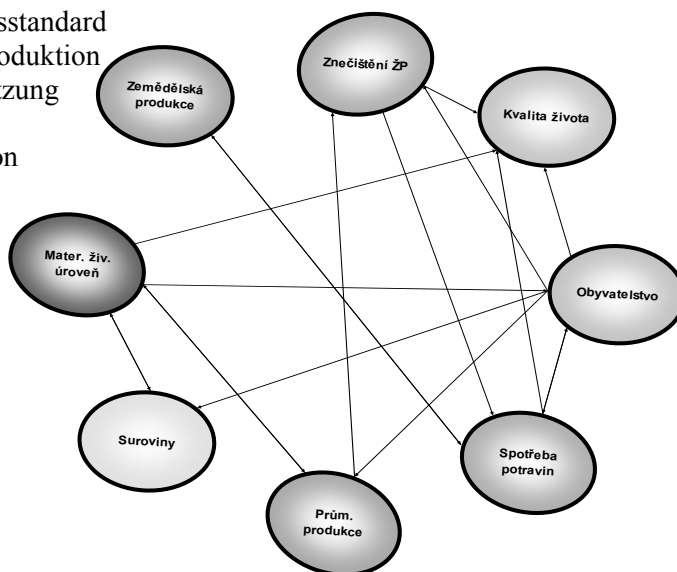 sstandard
oduktion
tzung
on
Znečištění ŽP
Zemědělská
produkce
Kvalita života
Mater. živ.
úroveň
Obyvatelstvo
Suroviny
Spotřeba
potravin
Prům.
produkce